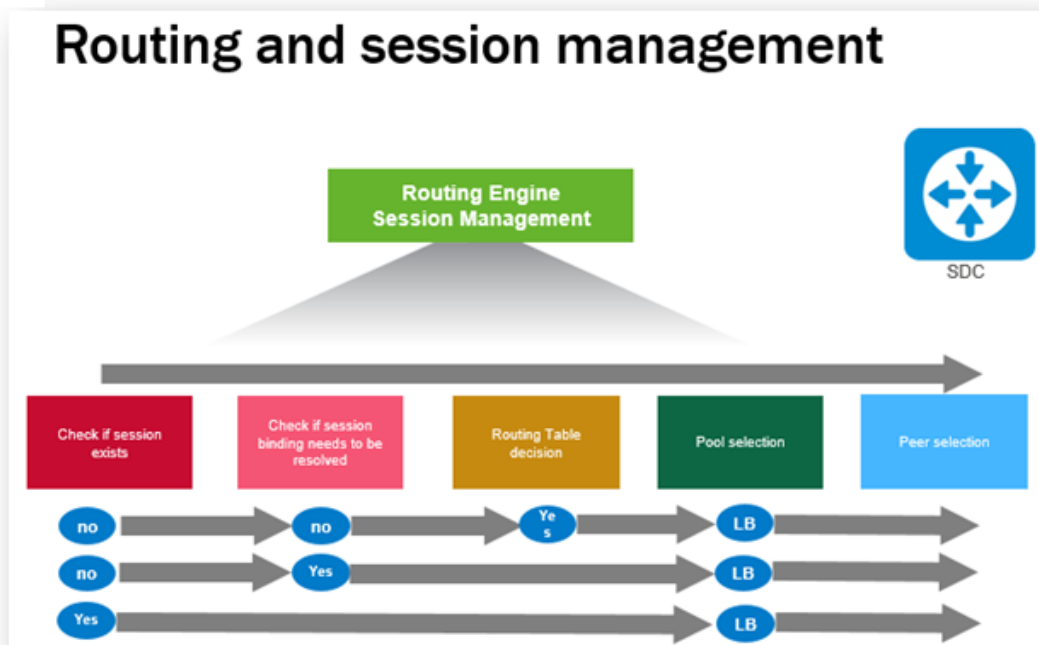 Routing and session management
Routing Engine
Session Management
SDC
Check if session
exists
Check if session
binding needs to be
resolved
Routing Table
decision
Pool selection
Peer selection
no
no
Ye
s
LB
no
Yes
LB
Yes
LB